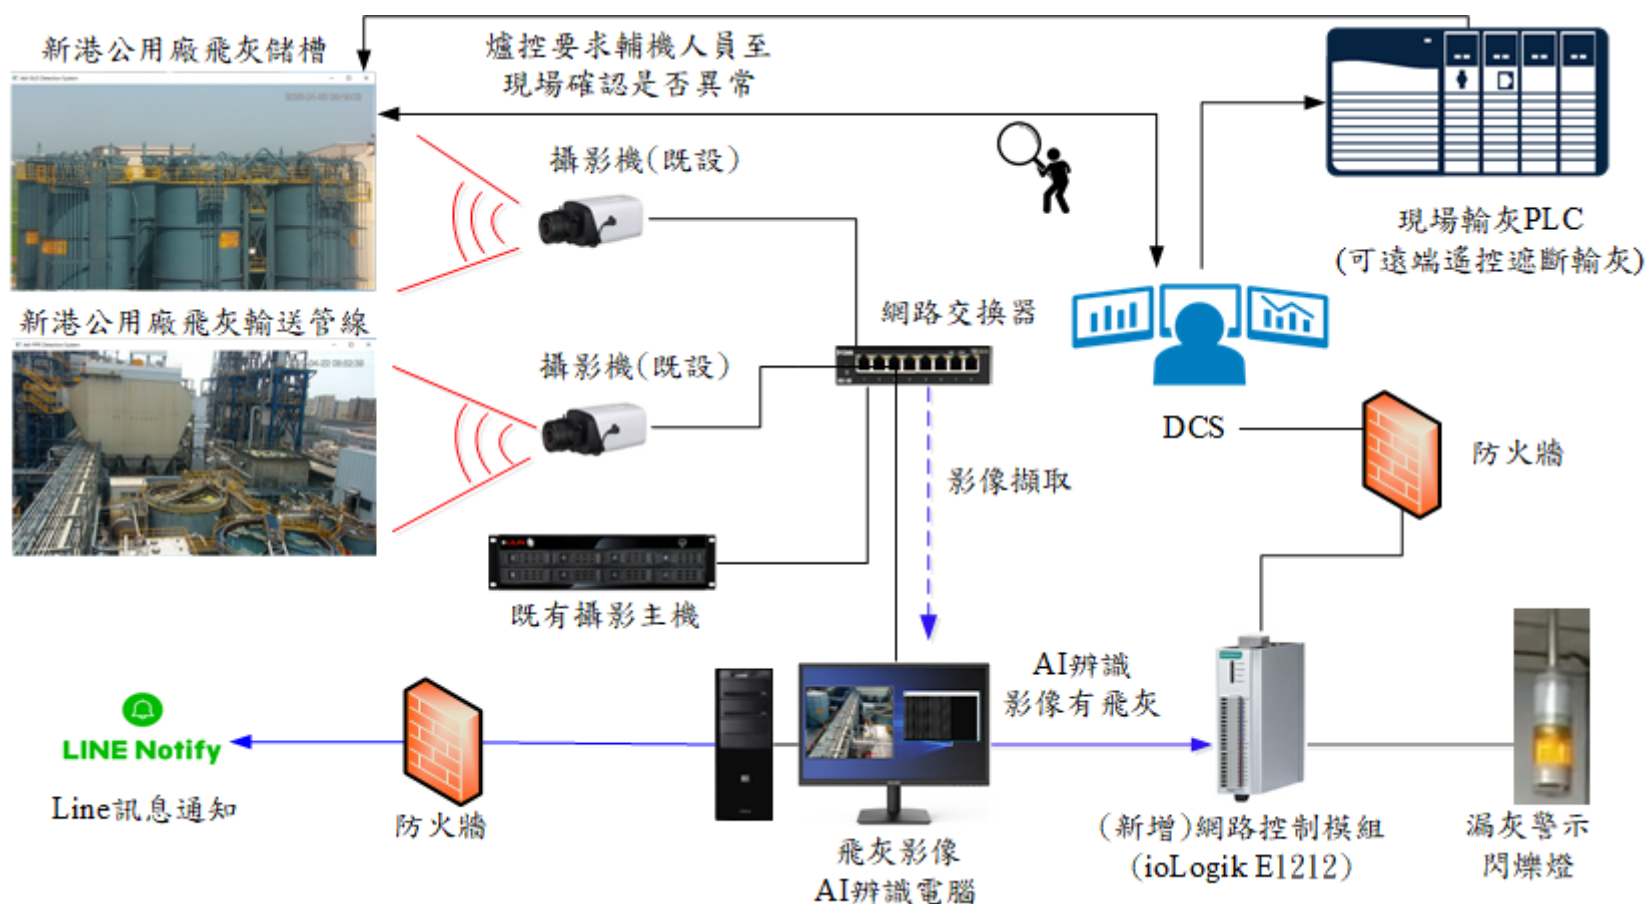 新港公用廠飛灰儲槽
爐控要求輔機人員至
現場確認是否異常
攝影機(既設)
現場輸灰PLC
(可遠端遙控遮斷輸灰)
新港公用廠飛灰輸送管線
攝影機(既設)
網路交換器
DCS
防火牆
影像擷取
既有攝影主機
AI辨識
影像有飛灰
LINE Notify
Line訊息通知
防火牆
飛灰影像
AI辨識電腦
(新增)網路控制模組
(ioLogik E1212)
漏灰警示
閃爍燈